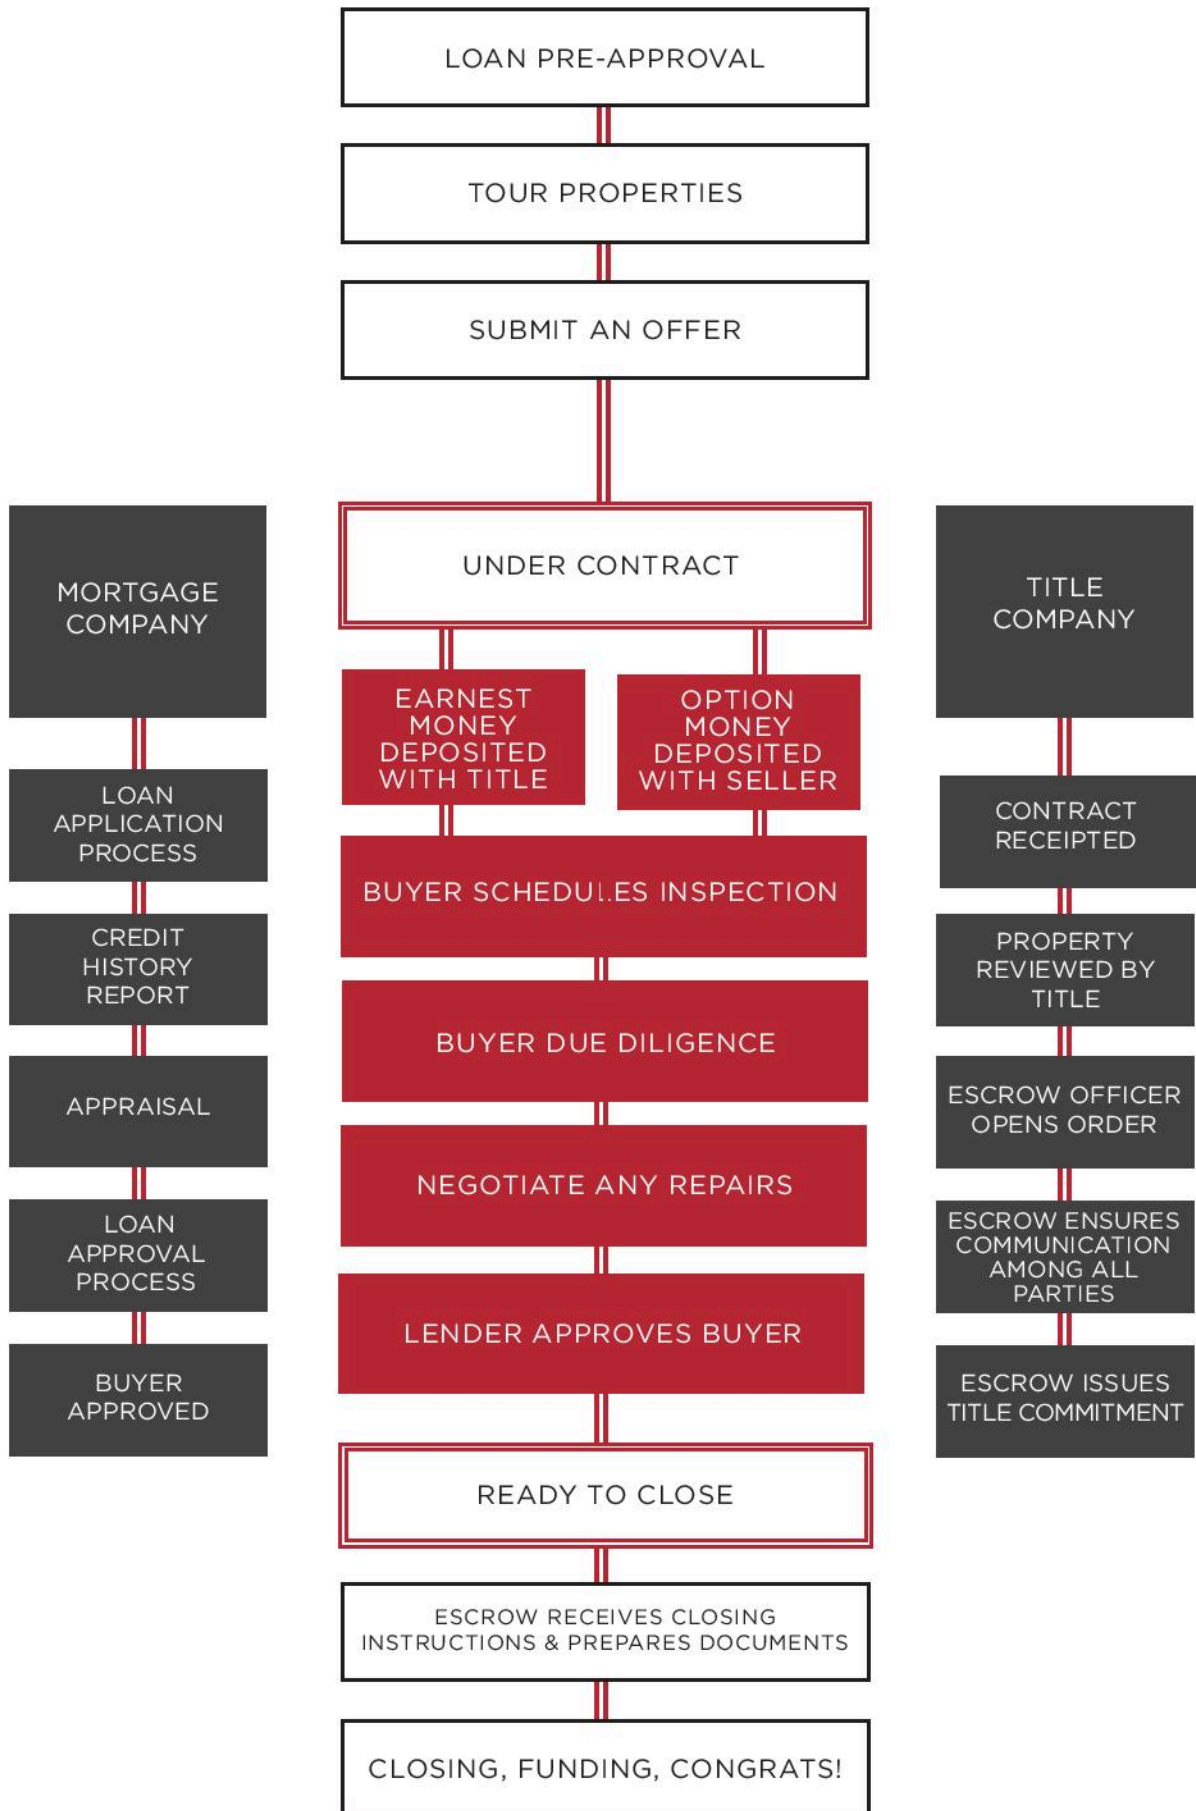 LOAN PRE-APPROVAL
TOUR PROPERTIES
SUBMIT AN OFFER
MORTGAGE
COMPANY
LOAN
APPLICATION
PROCESS
CREDIT
HISTORY
REPORT
APPRAISAL
LOAN
APPROVAL
PROCESS
BUYER
APPROVED
UNDER CONTRACT
EARNEST
MONEY
DEPOSITED
WITH TITLE
OPTION
MONEY
DEPOSITED
WITH SELLER
BUYER SCHEDULES INSPECTION
BUYER DUE DILIGENCE
NEGOTIATE ANY REPAIRS
LENDER APPROVES BUYER
TITLE
COMPANY
CONTRACT
RECEIPTED
PROPERTY
REVIEWED BY
TITLE
ESCROW OFFICER
OPENS ORDER
ESCROW ENSURES
COMMUNICATION
AMONG ALL
PARTIES
ESCROW ISSUES
TITLE COMMITMENT
READY TO CLOSE
ESCROW RECEIVES CLOSING
INSTRUCTIONS & PREPARES DOCUMENTS
CLOSING, FUNDING, CONGRATS!